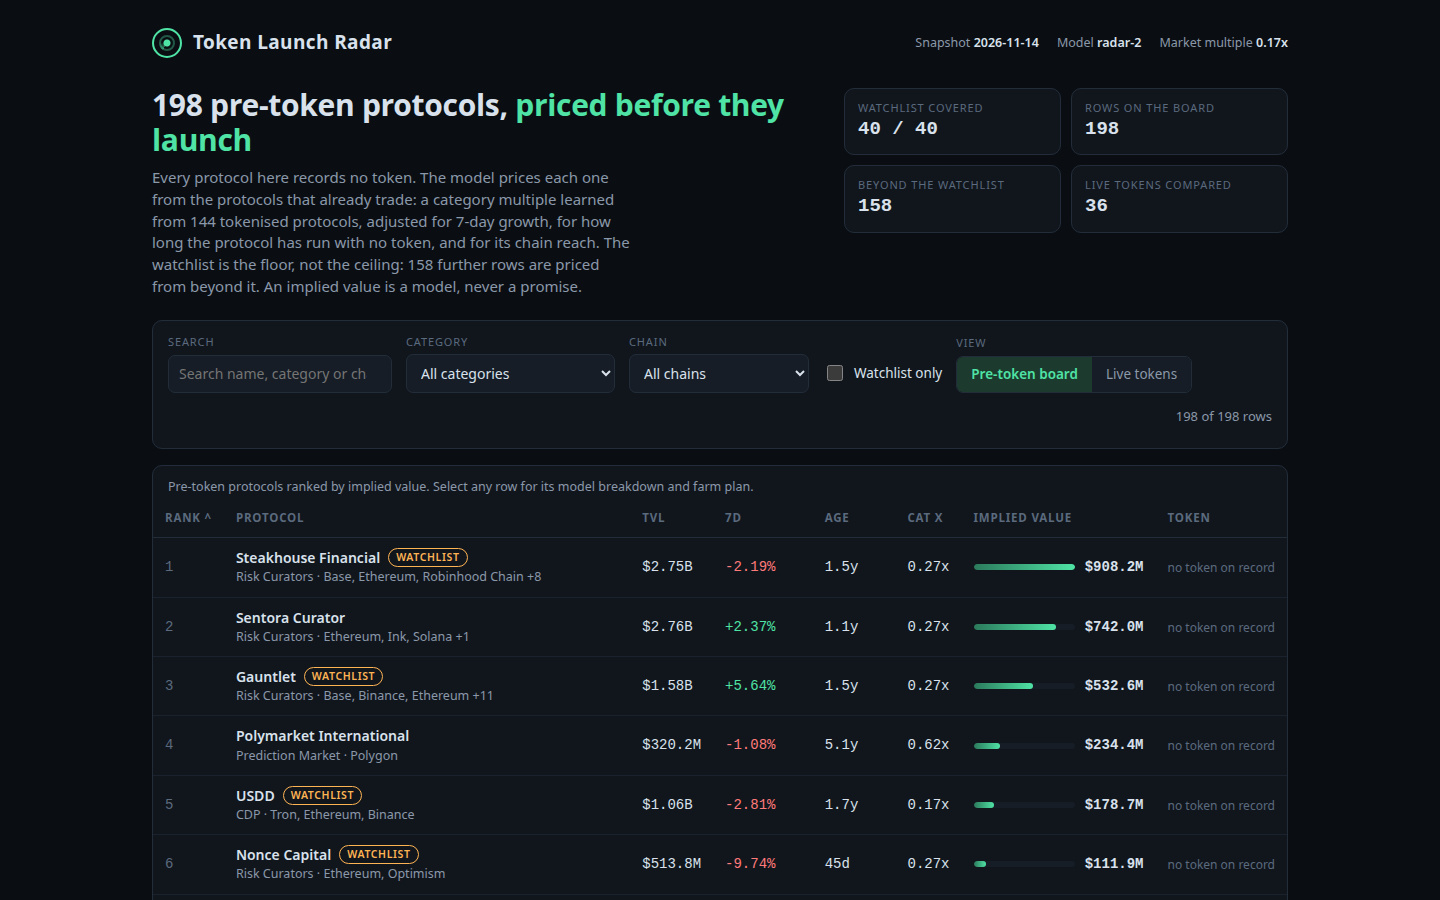 Token Launch Radar
Snapshot 2026-11-14 Model radar-2 Market multiple 0.17x
198 pre-token protocols, priced before they
launch
Every protocol here records no token. The model prices each one
from the protocols that already trade: a category multiple learned
from 144 tokenised protocols, adjusted for 7-day growth, for how
long the protocol has run with no token, and for its chain reach. The
watchlist is the floor, not the ceiling: 158 further rows are priced
from beyond it. An implied value is a model, never a promise.
WATCHLIST COVERED
40 / 40
ROWS ON THE BOARD
198
BEYOND THE WATCHLIST
158
LIVE TOKENS COMPARED
36
SEARCH
Search name, category or ch
CATEGORY
All categories
CHAIN
All chains
Watchlist only
VIEW
Pre-token board Live tokens
198 of 198 rows
Pre-token protocols ranked by implied value. Select any row for its model breakdown and farm plan.
RANK ^ PROTOCOL TVL 7D AGE CAT X IMPLIED VALUE TOKEN
1 Steakhouse Financial WATCHLIST $2.75B -2.19% 1.5y 0.27x $908.2M no token on record
Risk Curators · Base, Ethereum, Robinhood Chain +8
2 Sentora Curator $2.76B +2.37% 1.1y 0.27x $742.0M no token on record
Risk Curators · Ethereum, Ink, Solana +1
3 Gauntlet WATCHLIST $1.58B +5.64% 1.5y 0.27x $532.6M no token on record
Risk Curators · Base, Binance, Ethereum +11
4 Polymarket International $320.2M -1.08% 5.1y 0.62x $234.4M no token on record
Prediction Market · Polygon
5 USDD WATCHLIST $1.06B -2.81% 1.7y 0.17x $178.7M no token on record
CDP · Tron, Ethereum, Binance
6 Nonce Capital WATCHLIST $513.8M -9.74% 45d 0.27x $111.9M no token on record
Risk Curators · Ethereum, Optimism